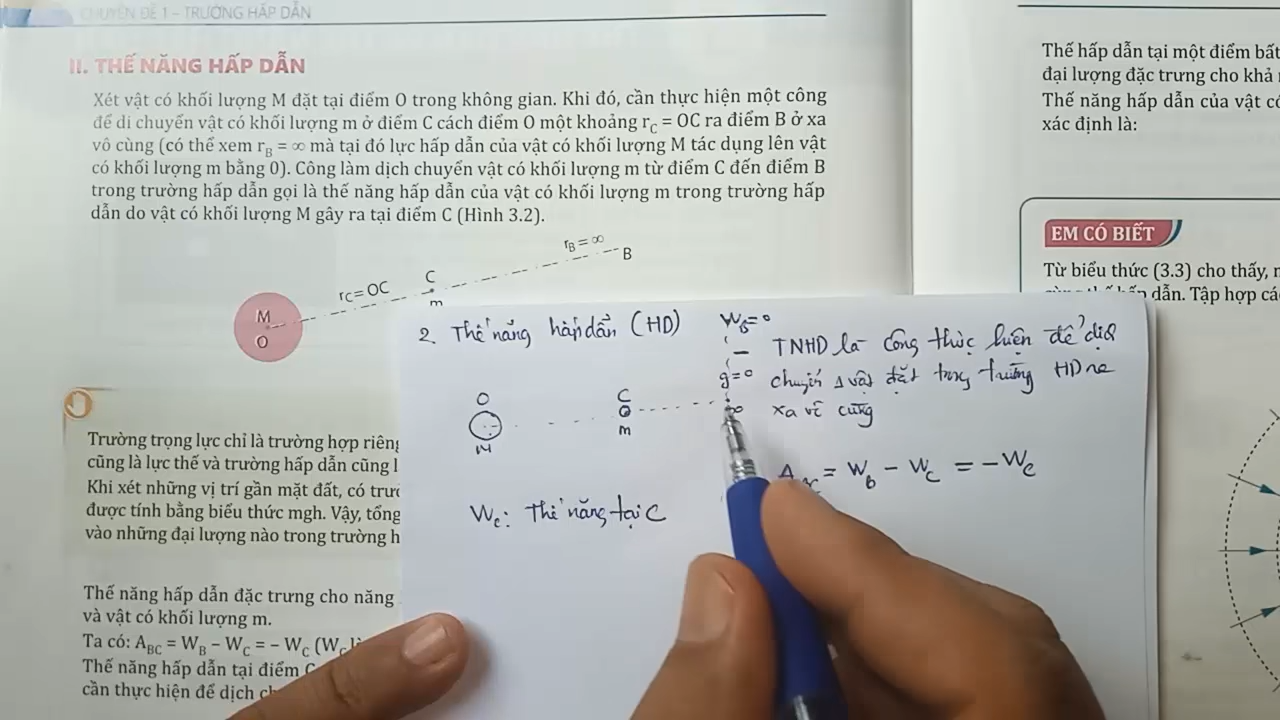 CHUYÊN ĐỀ 1 – TRƯỜNG HẤP DẪN
II. THẾ NĂNG HẤP DẪN
Xét vật có khối lượng M đặt tại điểm O trong không gian. Khi đó, cần thực hiện một công
để di chuyển vật có khối lượng m ở điểm C cách điểm O một khoảng r_C = OC ra điểm B ở xa
vô cùng (có thể xem r_B = ∞ mà tại đó lực hấp dẫn của vật có khối lượng M tác dụng lên vật
có khối lượng m bằng 0). Công làm dịch chuyển vật có khối lượng m từ điểm C đến điểm B
trong trường hấp dẫn gọi là thế năng hấp dẫn của vật có khối lượng m trong trường hấp
dẫn do vật có khối lượng M gây ra tại điểm C (Hình 3.2).
r_B = ∞
B
C
r_C = OC
m
M
O
Trường trọng lực chỉ là trường hợp riêng
cũng là lực thế và trường hấp dẫn cũng l
Khi xét những vị trí gần mặt đất, có
được tính bằng biểu thức mgh. Vậy, tổng
vào những đại lượng nào trong trường h
Thế năng hấp dẫn đặc trưng cho năng
và vật có khối lượng m.
Ta có: A_BC = W_B – W_C = – W_C (W_C
Thế năng hấp dẫn tại điểm C
cần thực hiện để dịch
2. Thế năng hấp dẫn (HD)
W_B = 0
– TNHD là công thực hiện để dịch
g = 0
chuyển 1 vật đặt trong trường HD ra
xa vô cùng
O
C
M
m
∞
= W_B – W_C = – W_C
W_C : Thế năng tại C
Thế hấp dẫn tại một điểm bất
đại lượng đặc trưng cho khả
Thế năng hấp dẫn của vật có
xác định là:
EM CÓ BIẾT
Từ biểu thức (3.3) cho thấy,
dẫn. Tập hợp